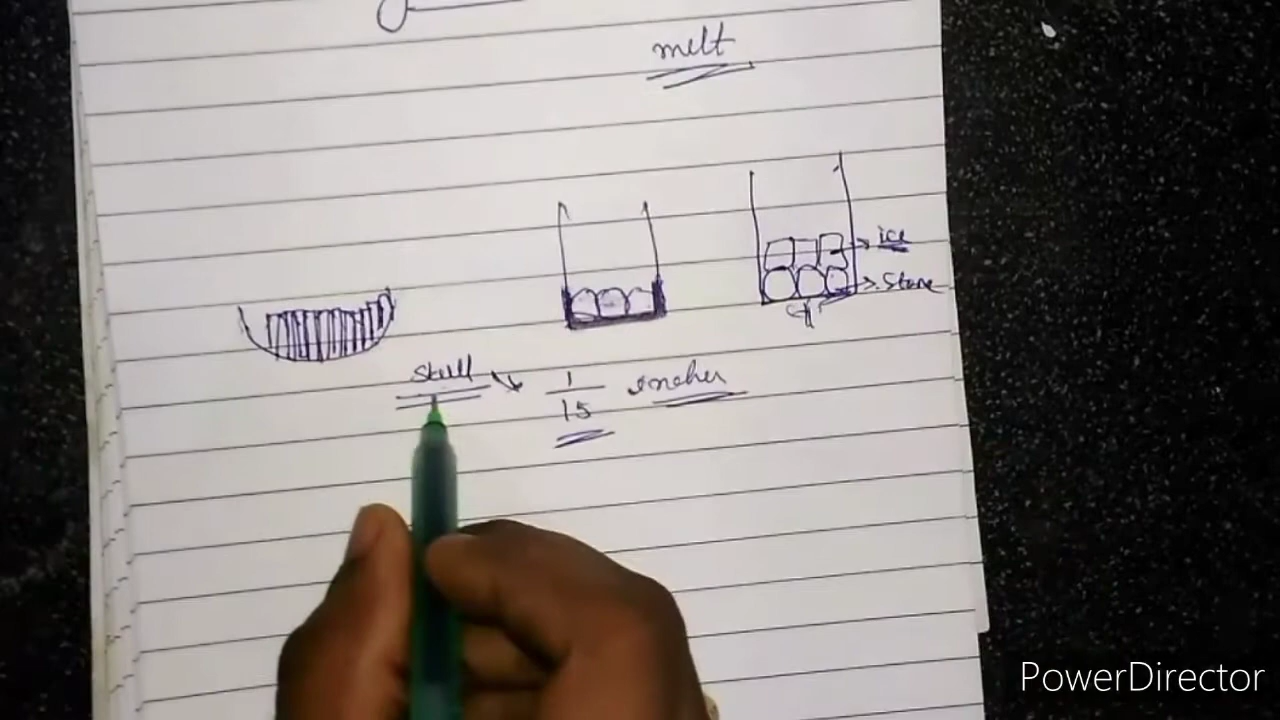 melt
ice
Stone
Skull
1
15
inches
PowerDirector